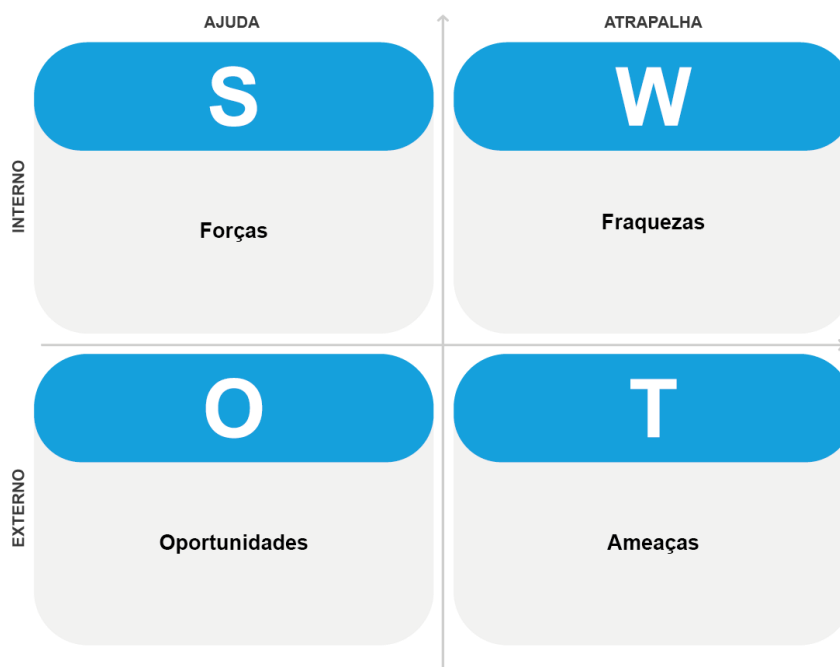 AJUDA
ATRAPALHA
INTERNO
S
W
Forças
Fraquezas
EXTERNO
O
T
Oportunidades
Ameaças